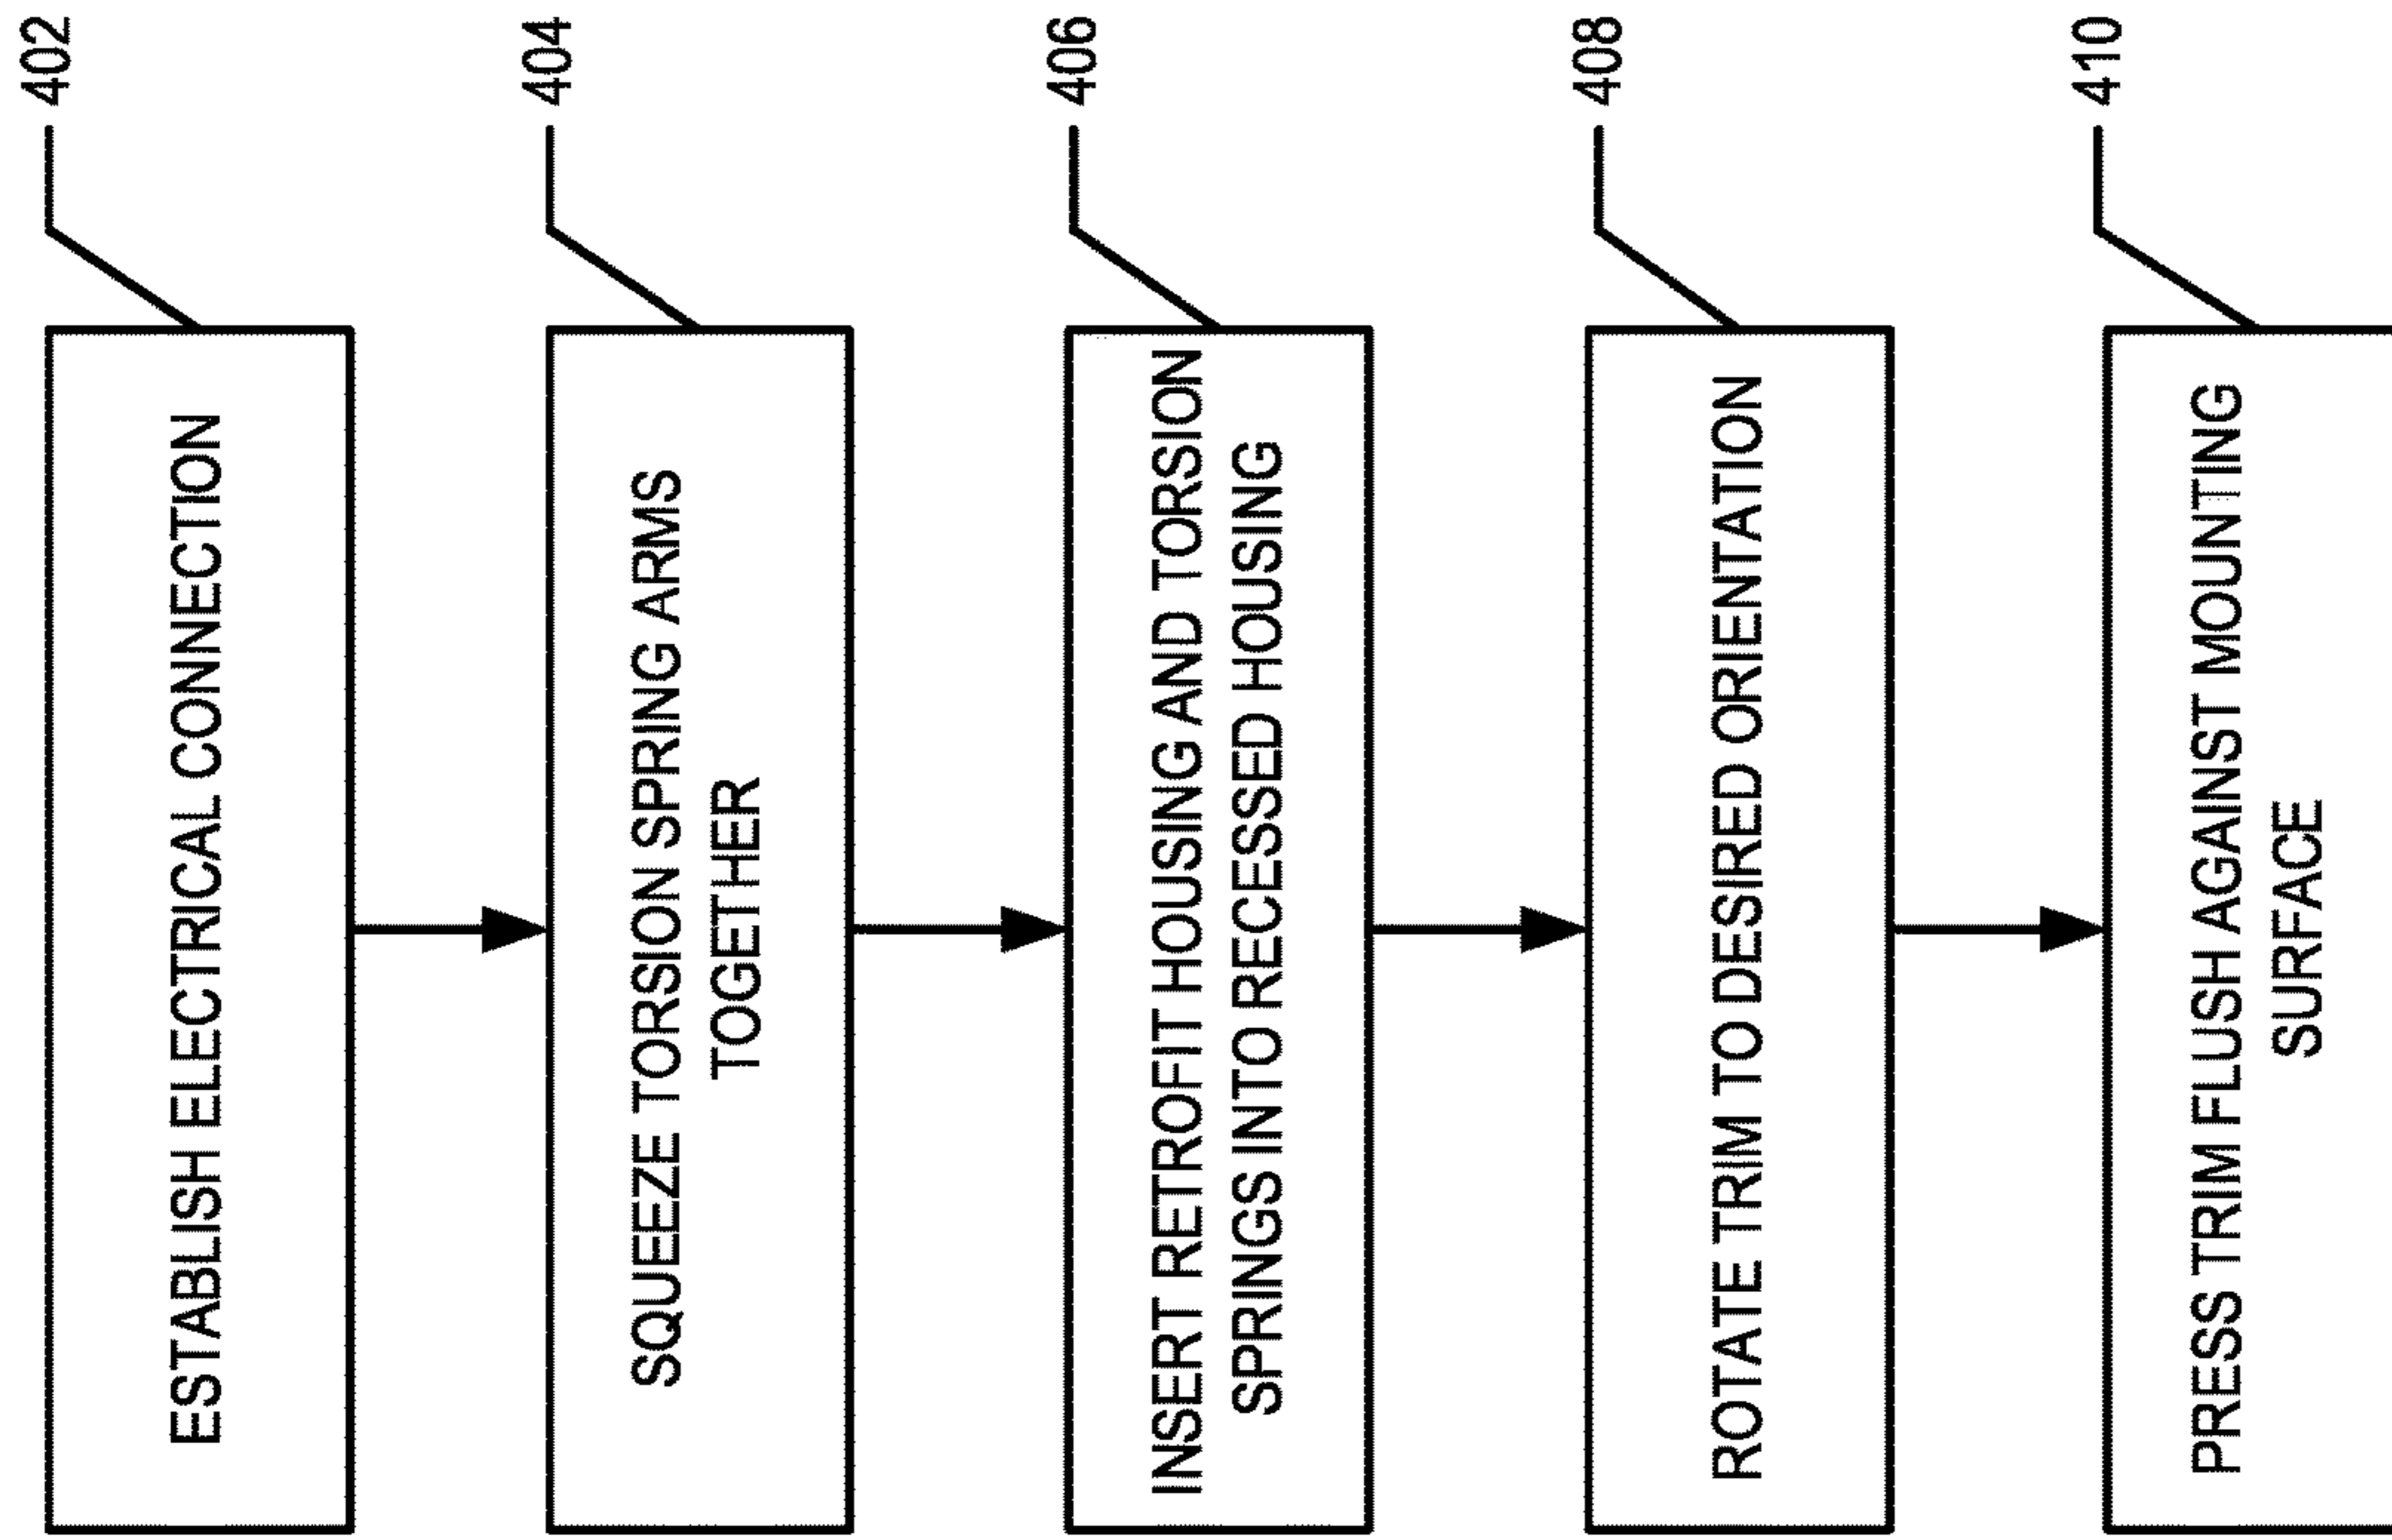 402
ESTABLISH ELECTRICAL CONNECTION
404
SQUEEZE TORSION SPRING ARMS
TOGETHER
406
INSERT RETROFIT HOUSING AND TORSION
SPRINGS INTO RECESSED HOUSING
408
ROTATE TRIM TO DESIRED ORIENTATION
410
PRESS TRIM FLUSH AGAINST MOUNTING
SURFACE